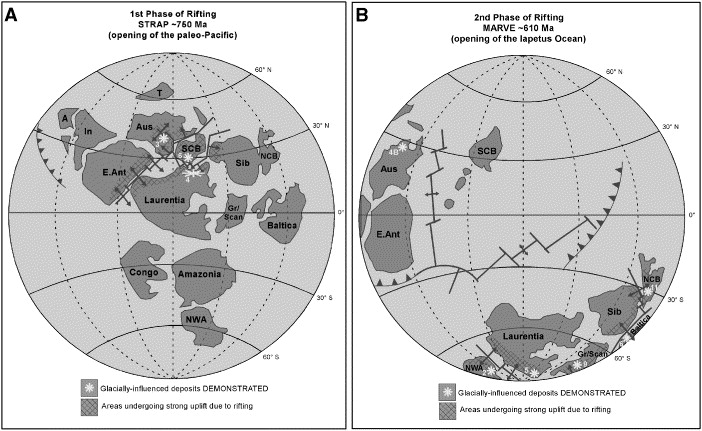 A
1st Phase of Rifting
STRAP ~750 Ma
(opening of the paleo-Pacific)
60° N
T
30° N
A
In
Aus
SCB
NCB
Sib
E.Ant
Laurentia
Gr/
Scan
Baltica
0°
Congo
Amazonia
NWA
30° S
60° S
Glacially-influenced deposits DEMONSTRATED
Areas undergoing strong uplift due to rifting
B
2nd Phase of Rifting
MARVE ~610 Ma
(opening of the Iapetus Ocean)
60° N
30° N
4B
SCB
Aus
E.Ant
0°
NCB
30° S
Sib
Baltica
Laurentia
Gr/Scan
60° S
NWA
5
Glacially-influenced deposits DEMONSTRATED
Areas undergoing strong uplift due to rifting